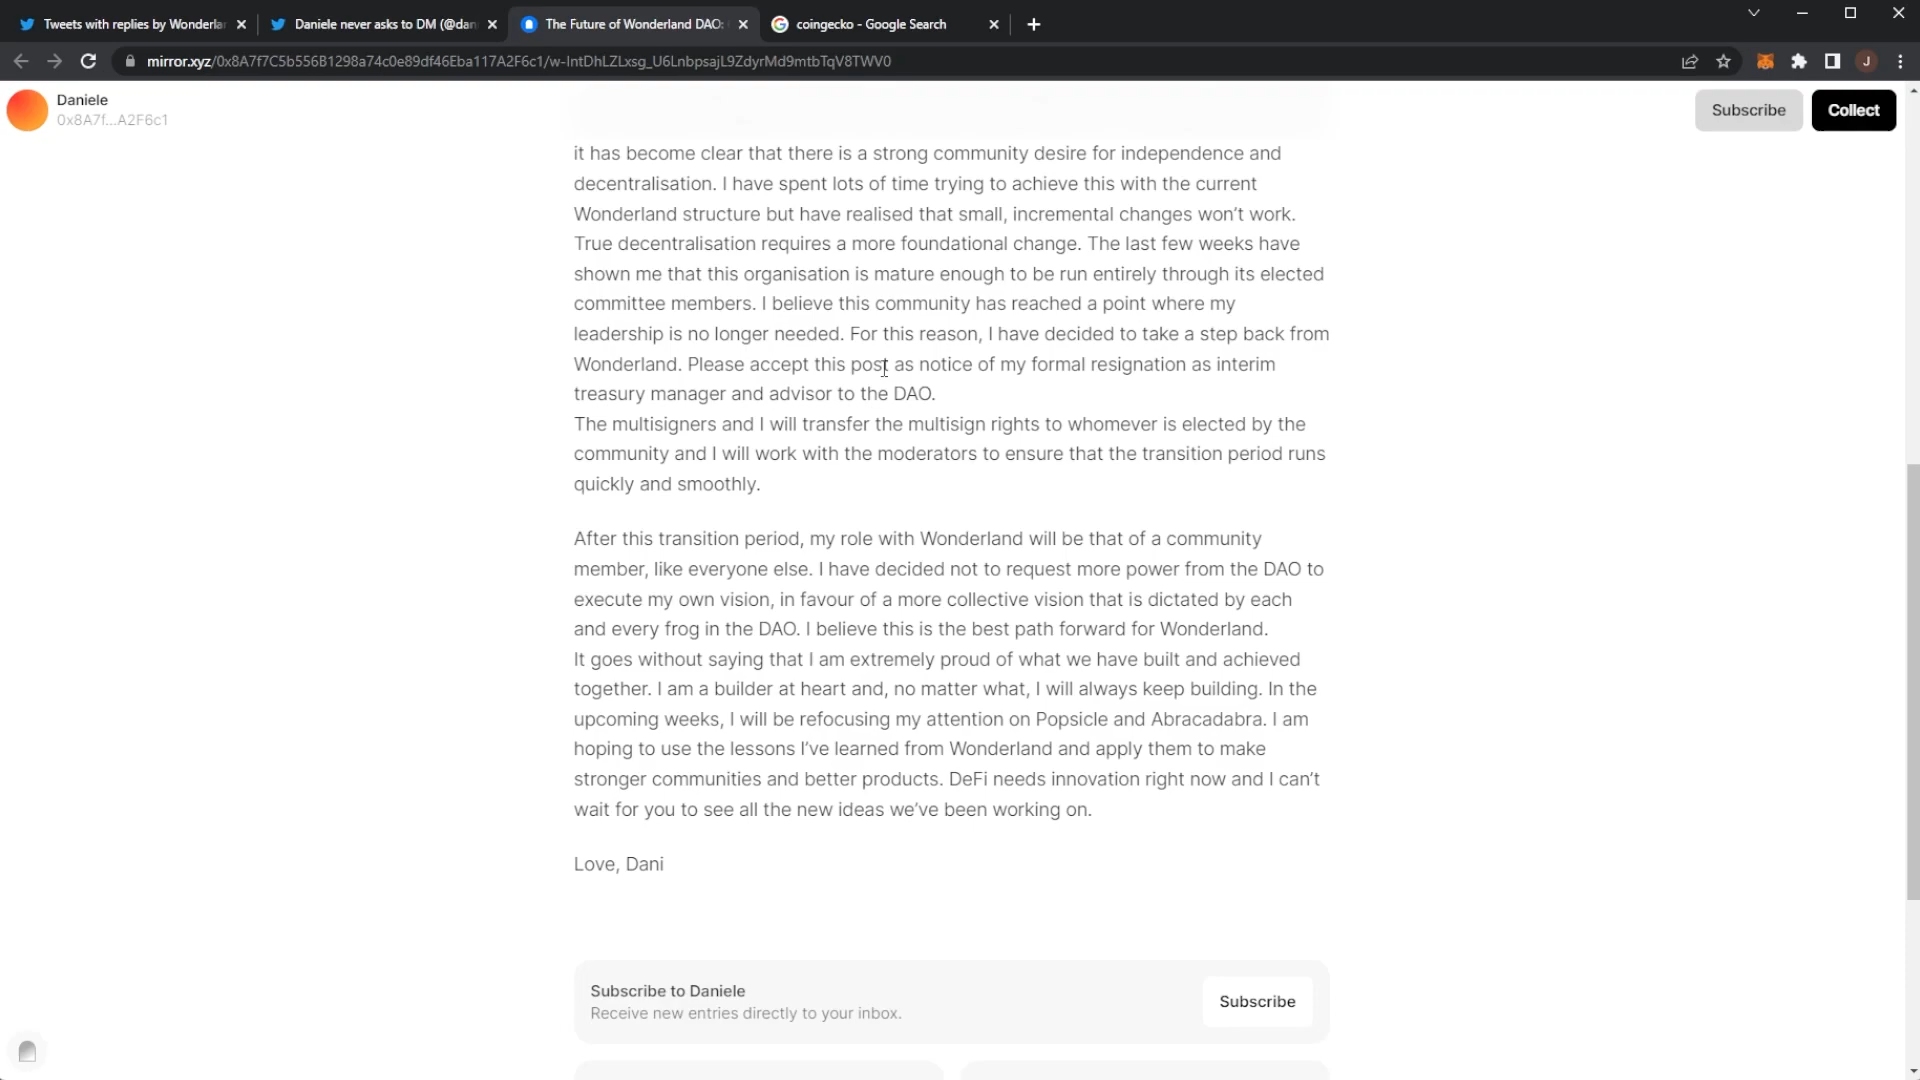 Tweets with replies by Wonderla
Daniele never asks to DM (@dan
The Future of Wonderland DAO:
coingecko - Google Search
mirror.xyz/0x8A7f7C5b556B1298a74c0e89df46Eba117A2F6c1/w-IntDhLZLxsg_U6LnbpsajL9ZdyrMd9mtbTqV8TWV0
J
Daniele
0x8A7f...A2F6c1
Subscribe
Collect
it has become clear that there is a strong community desire for independence and
decentralisation. I have spent lots of time trying to achieve this with the current
Wonderland structure but have realised that small, incremental changes won’t work.
True decentralisation requires a more foundational change. The last few weeks have
shown me that this organisation is mature enough to be run entirely through its elected
committee members. I believe this community has reached a point where my
leadership is no longer needed. For this reason, I have decided to take a step back from
Wonderland. Please accept this post as notice of my formal resignation as interim
treasury manager and advisor to the DAO.
The multisigners and I will transfer the multisign rights to whomever is elected by the
community and I will work with the moderators to ensure that the transition period runs
quickly and smoothly.
After this transition period, my role with Wonderland will be that of a community
member, like everyone else. I have decided not to request more power from the DAO to
execute my own vision, in favour of a more collective vision that is dictated by each
and every frog in the DAO. I believe this is the best path forward for Wonderland.
It goes without saying that I am extremely proud of what we have built and achieved
together. I am a builder at heart and, no matter what, I will always keep building. In the
upcoming weeks, I will be refocusing my attention on Popsicle and Abracadabra. I am
hoping to use the lessons I’ve learned from Wonderland and apply them to make
stronger communities and better products. DeFi needs innovation right now and I can’t
wait for you to see all the new ideas we’ve been working on.
Love, Dani
Subscribe to Daniele
Receive new entries directly to your inbox.
Subscribe